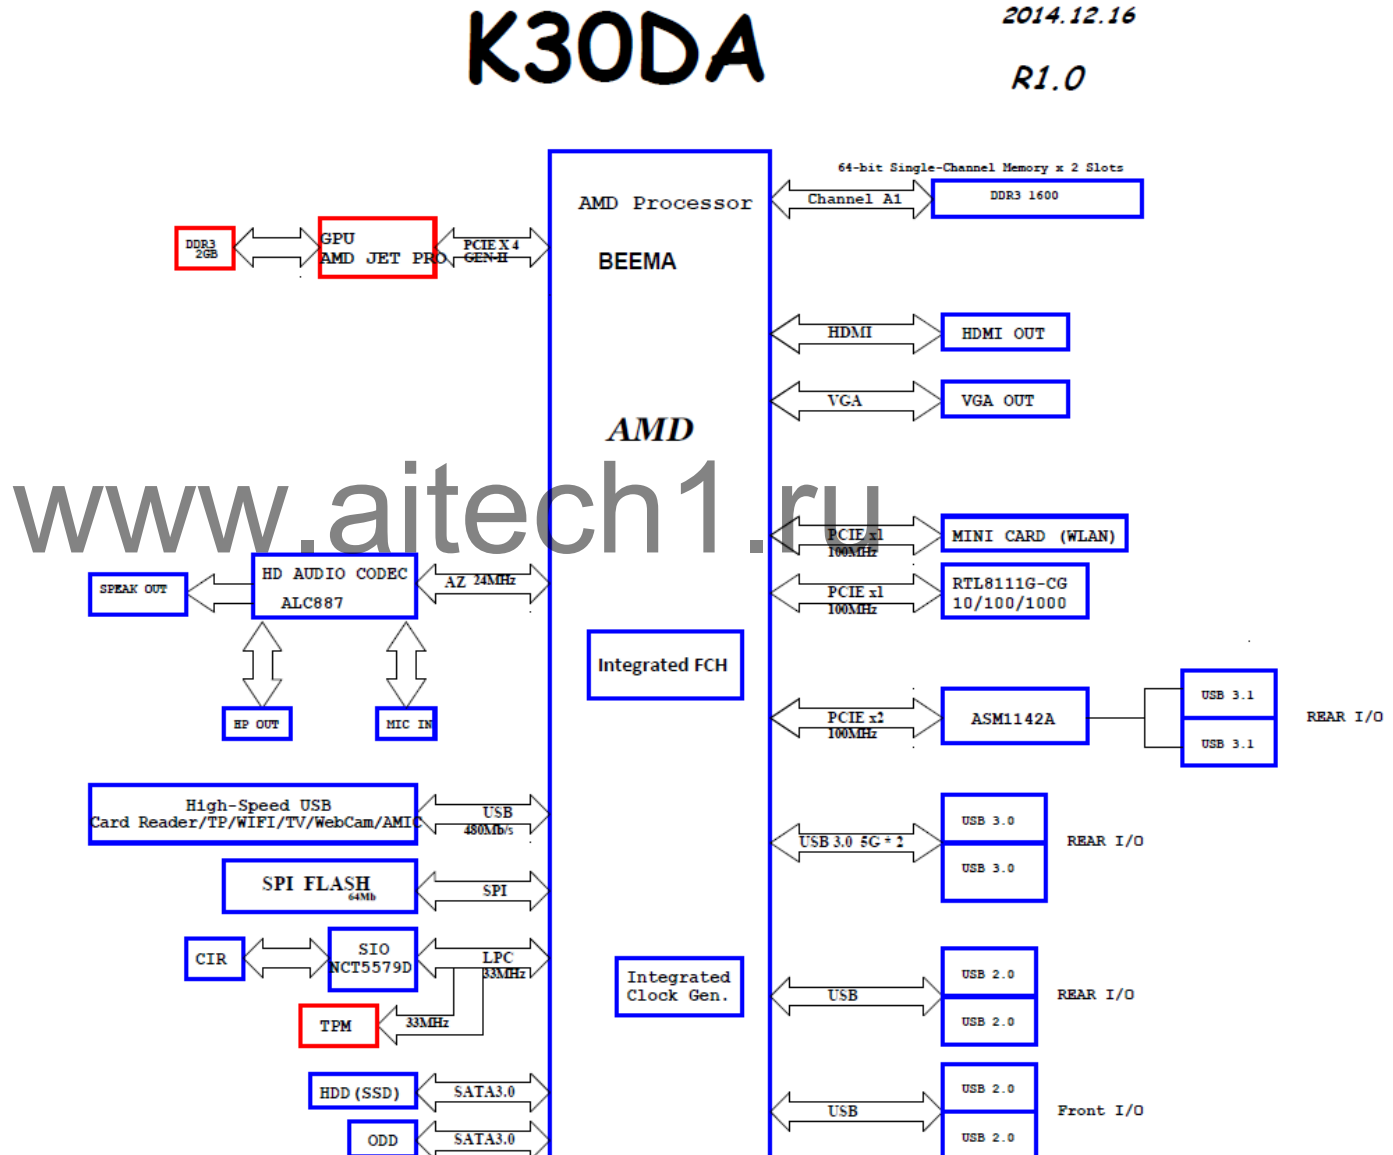 K30DA
2014.12.16
R1.0
64-bit Single-Channel Memory x 2 Slots
AMD Processor
Channel A1
DDR3 1600
DDR3
2GB
GPU
AMD JET PRO
PCIE X 4
GEN-II
BEEMA
HDMI
HDMI OUT
VGA
VGA OUT
AMD
www.aitech1.ru
PCIE x1
100MHz
MINI CARD (WLAN)
HD AUDIO CODEC
ALC887
SPEAK OUT
AZ 24MHz
PCIE x1
100MHz
RTL8111G-CG
10/100/1000
Integrated FCH
HP OUT
MIC IN
PCIE x2
100MHz
ASM1142A
USB 3.1
USB 3.1
REAR I/O
High-Speed USB
Card Reader/TP/WIFI/TV/WebCam/AMIC
USB
480Mb/s
USB 3.0 5G * 2
USB 3.0
USB 3.0
REAR I/O
SPI FLASH
64Mb
SPI
CIR
SIO
NCT5579D
LPC
33MHz
Integrated
Clock Gen.
USB
USB 2.0
USB 2.0
REAR I/O
TPM
33MHz
HDD(SSD)
SATA3.0
USB
USB 2.0
USB 2.0
Front I/O
ODD
SATA3.0